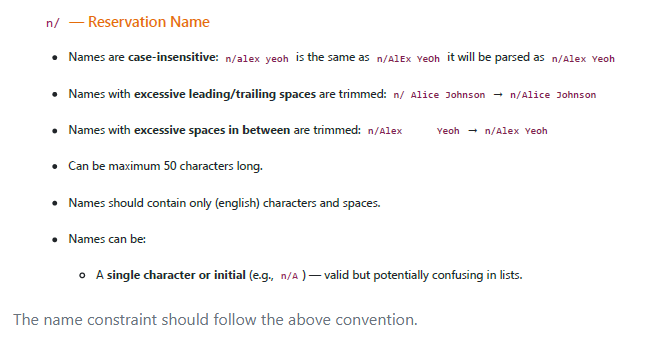 n/ — Reservation Name
• Names are case-insensitive: n/alex yeoh is the same as n/AlEx YeOh it will be parsed as n/Alex Yeoh
• Names with excessive leading/trailing spaces are trimmed: n/ Alice Johnson → n/Alice Johnson
• Names with excessive spaces in between are trimmed: n/Alex      Yeoh → n/Alex Yeoh
• Can be maximum 50 characters long.
• Names should contain only (english) characters and spaces.
• Names can be:
○ A single character or initial (e.g., n/A ) — valid but potentially confusing in lists.
The name constraint should follow the above convention.